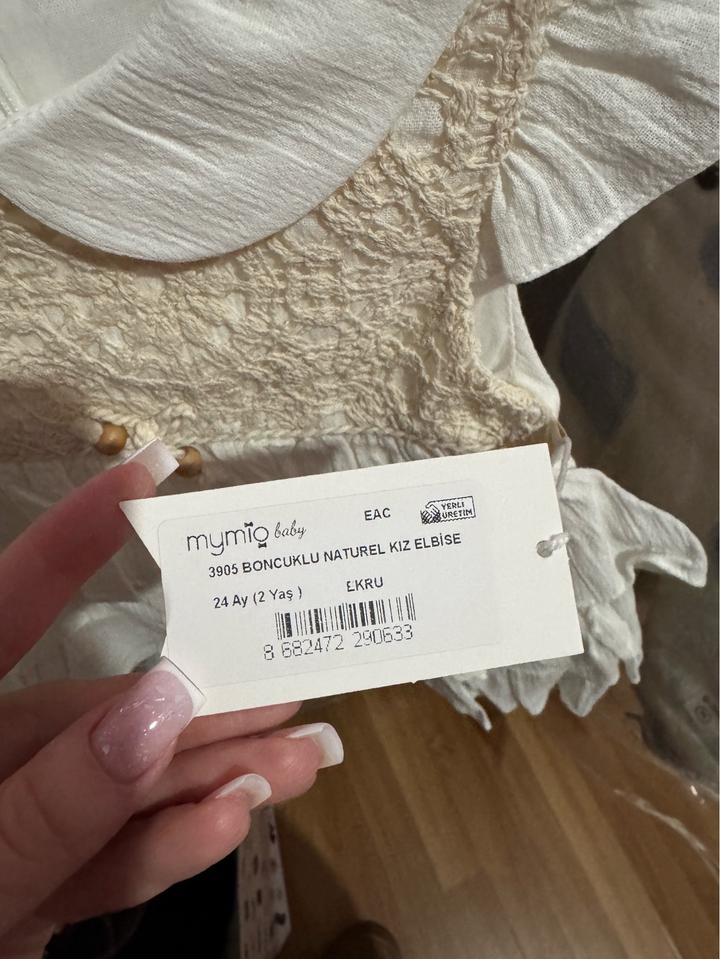 mymio baby
EAC
YERLİ
ÜRETİM
3905 BONCUKLU NATUREL KIZ ELBİSE
24 Ay (2 Yaş )
EKRU
8 682472 290633